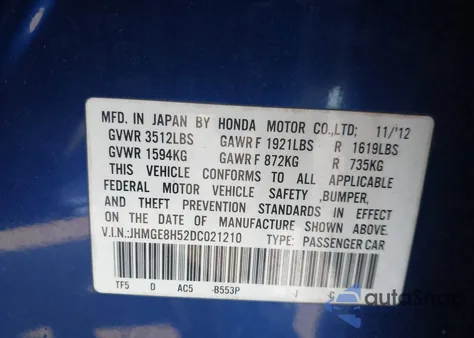 MFD. IN JAPAN BY HONDA MOTOR CO.,LTD; 11/'12
GVWR 3512LBS GAWR F 1921LBS R 1619LBS
GVWR 1594KG GAWR F 872KG R 735KG
THIS VEHICLE CONFORMS TO ALL APPLICABLE
FEDERAL MOTOR VEHICLE SAFETY ,BUMPER,
AND THEFT PREVENTION STANDARDS IN EFFECT
ON THE DATE OF MANUFACTURE SHOWN ABOVE.
V.I.N.:JHMGE8H52DC021210 TYPE: PASSENGER CAR
TF5 D AC5 -B553P J